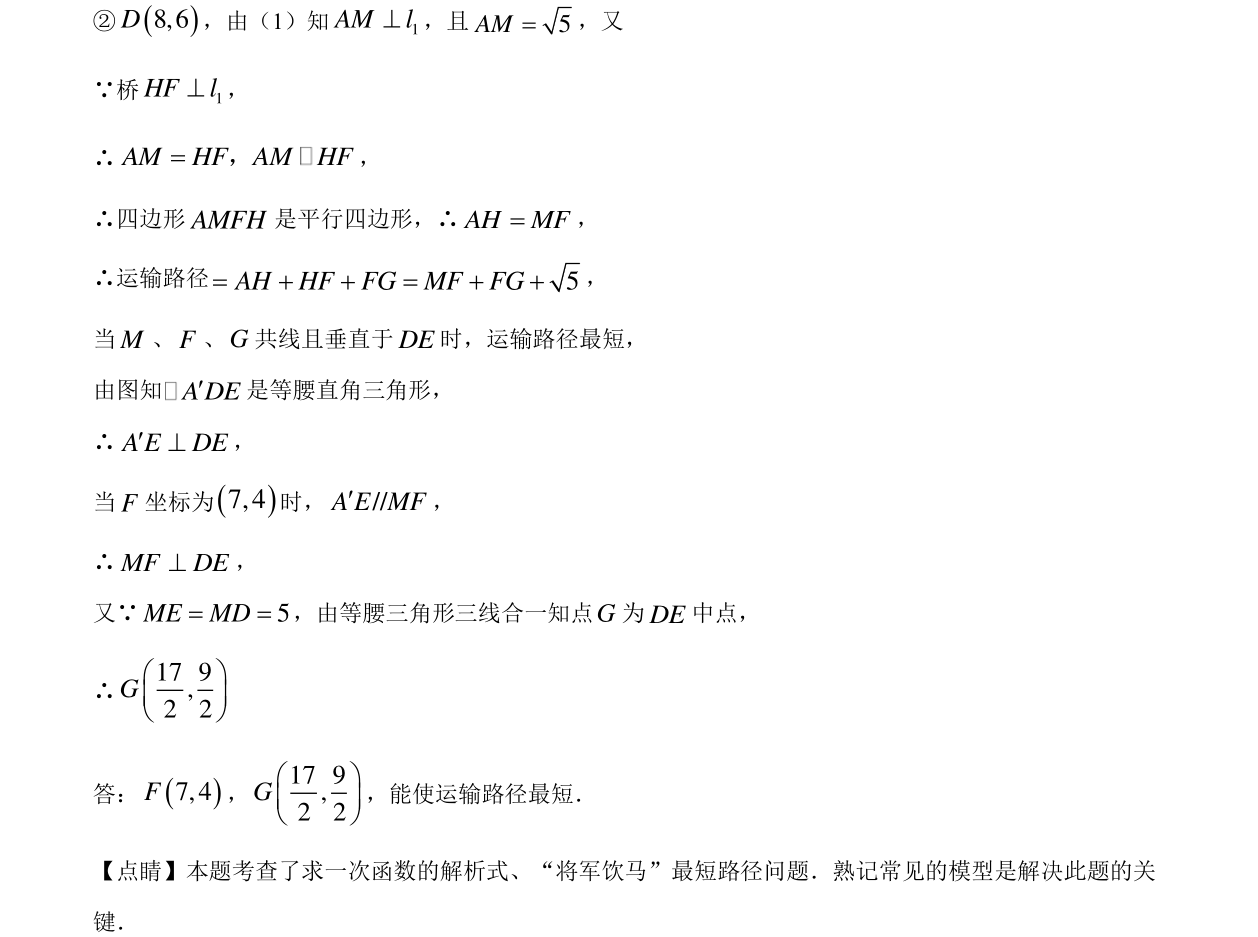 ②D(8,6)，由（1）知AM⊥l₁，且AM=√5，又
∵桥HF⊥l₁，
∴AM=HF，AM□HF，
∴四边形AMFH是平行四边形，∴AH=MF，
∴运输路径=AH+HF+FG=MF+FG+√5，
当M、F、G共线且垂直于DE时，运输路径最短，
由图知□A′DE是等腰直角三角形，
∴A′E⊥DE，
当F坐标为(7,4)时，A′E//MF，
∴MF⊥DE，
又∵ME=MD=5，由等腰三角形三线合一知点G为DE中点，
∴G(17/2,9/2)
答：F(7,4)，G(17/2,9/2)，能使运输路径最短．
【点睛】本题考查了求一次函数的解析式、“将军饮马”最短路径问题．熟记常见的模型是解决此题的关
键．